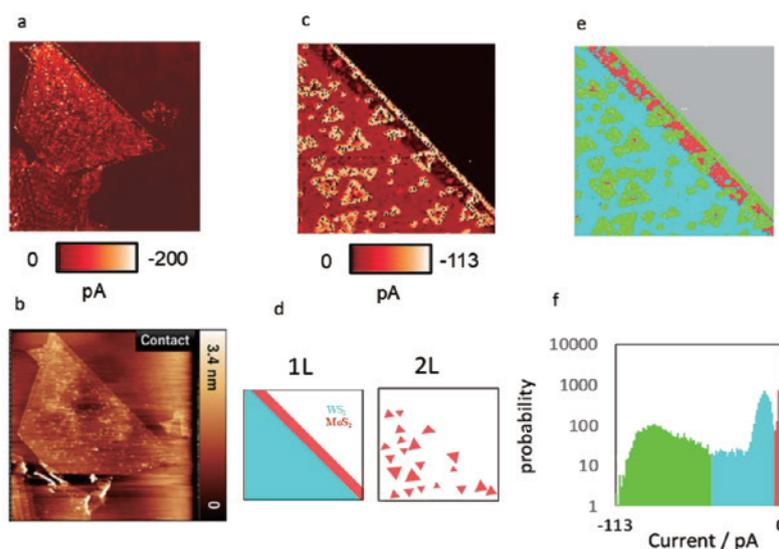 a
c
e
0 -200
pA
0 -113
pA
b
d
f
Contact
3.4 nm
0
1L 2L
WS2
MoS2
probability
10000
1000
100
10
1
-113 0
Current / pA